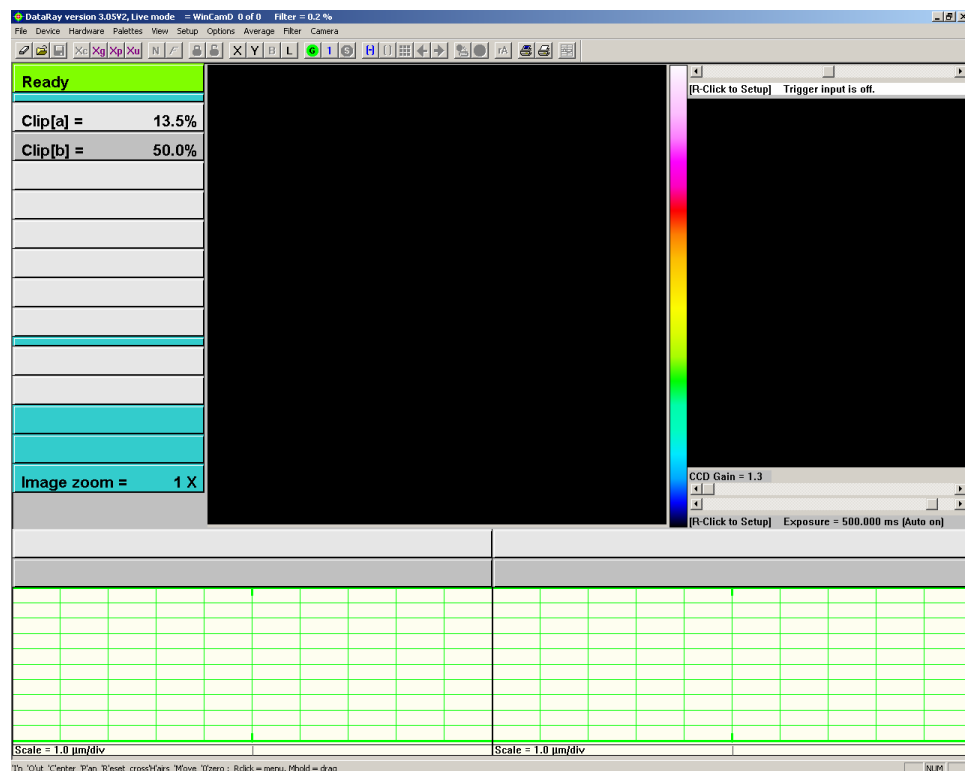 DataRay version 3.05V2, Live mode = WinCamD 0 of 0 Filter = 0.2 %
File Device Hardware Palettes View Setup Options Average Filter Camera
Xc Xg Xp Xu N F X Y B L G 1 S [-] [ ] rA
Ready
[R-Click to Setup] Trigger input is off.
Clip[a] = 13.5%
Clip[b] = 50.0%
Image zoom = 1 X
CCD Gain = 1.3
[R-Click to Setup] Exposure = 500.000 ms (Auto on)
Scale = 1.0 µm/div
Scale = 1.0 µm/div
'I'n 'O'ut 'C'enter 'P'an 'R'eset cross'H'airs 'M'ove '0'zero ; Rclick = menu, Mhold = drag
NUM